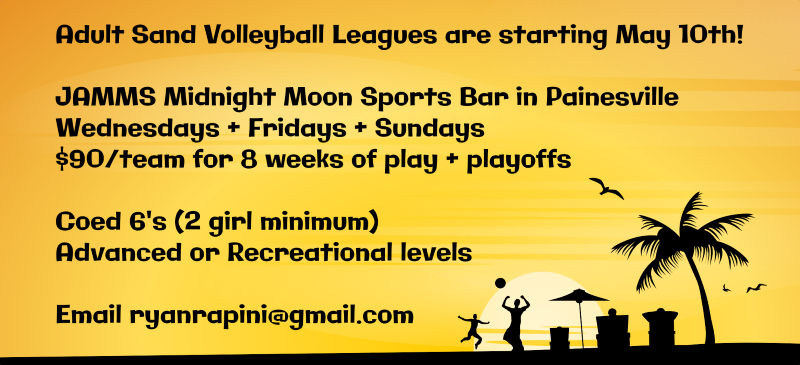 Adult Sand Volleyball Leagues are starting May 10th!
JAMMS Midnight Moon Sports Bar in Painesville
Wednesdays + Fridays + Sundays
$90/team for 8 weeks of play + playoffs
Coed 6's (2 girl minimum)
Advanced or Recreational levels
Email ryanrapini@gmail.com